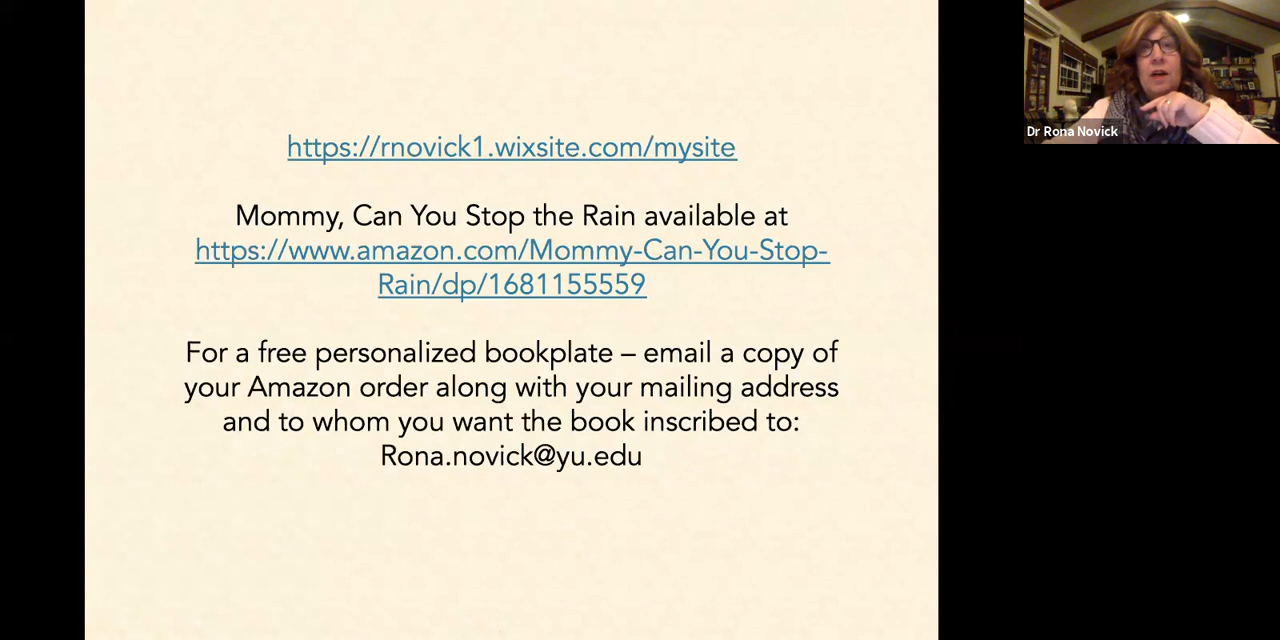 https://rnovick1.wixsite.com/mysite
Mommy, Can You Stop the Rain available at
https://www.amazon.com/Mommy-Can-You-Stop-
Rain/dp/1681155559
For a free personalized bookplate – email a copy of
your Amazon order along with your mailing address
and to whom you want the book inscribed to:
Rona.novick@yu.edu
Dr Rona Novick